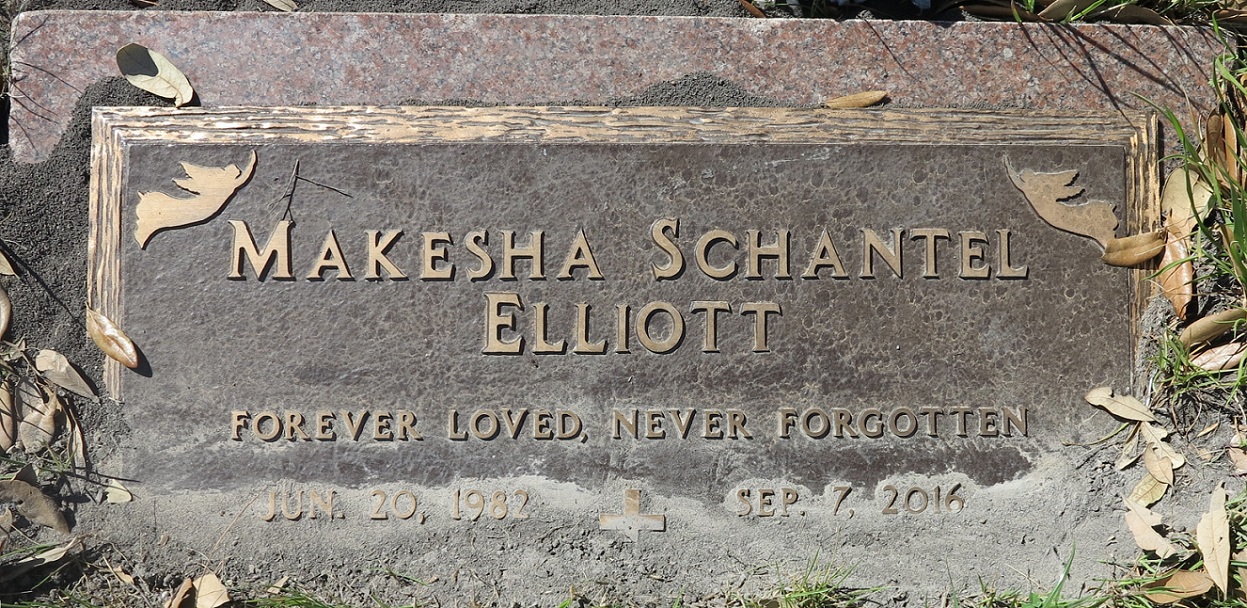 MAKESHA SCHANTEL
ELLIOTT
FOREVER LOVED, NEVER FORGOTTEN
JUN. 20, 1982 SEP. 7, 2016